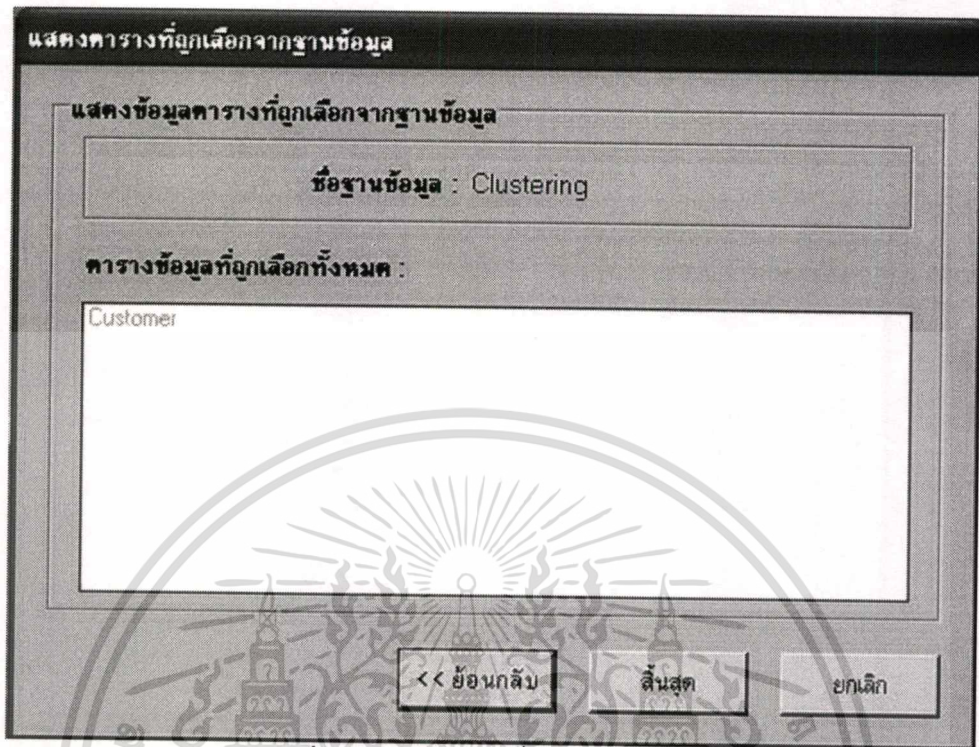 แสดงตารางที่ถูกเลือกจากฐานข้อมูล
แสดงข้อมูลตารางที่ถูกเลือกจากฐานข้อมูล
ชื่อฐานข้อมูล : Clustering
ตารางข้อมูลที่ถูกเลือกทั้งหมด :
Customer
<< ย้อนกลับ
สิ้นสุด
ยกเลิก